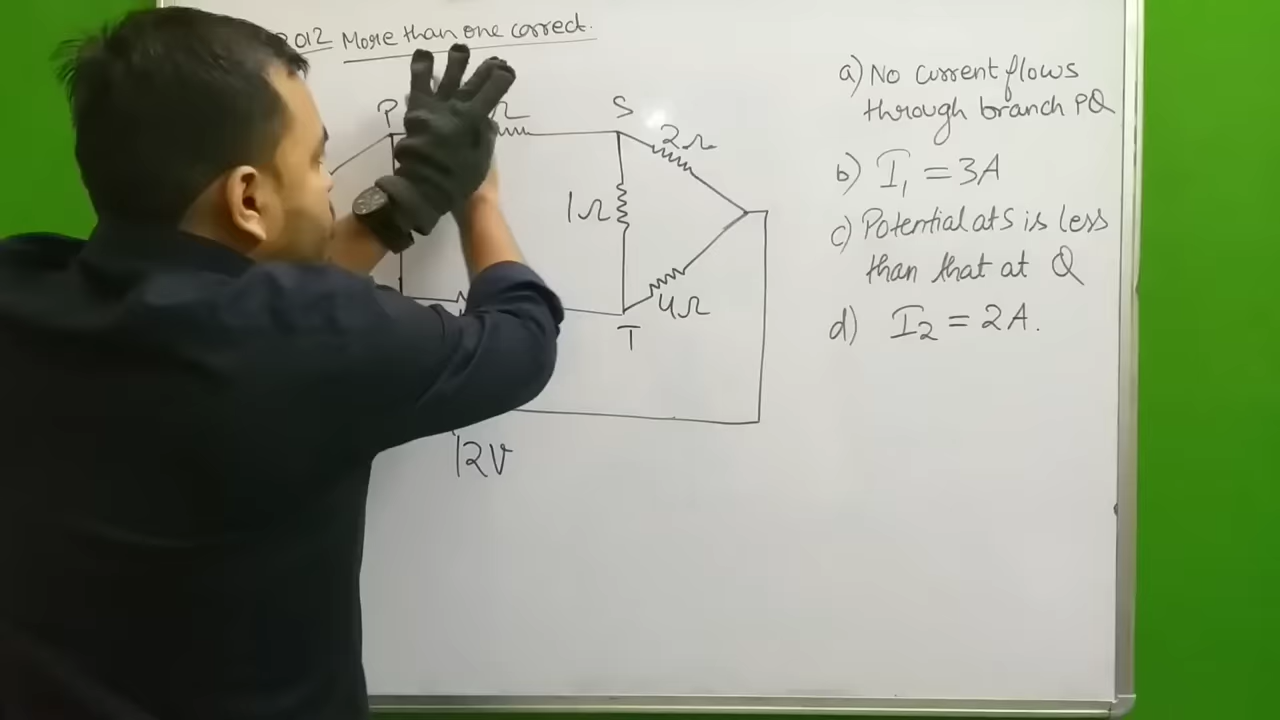 012 More than one correct.
P
Ω
S
2Ω
1Ω
4Ω
T
12V
a) No current flows
through branch PQ
b) I₁ = 3A
c) Potential at S is less
than that at Q
d) I₂ = 2A.